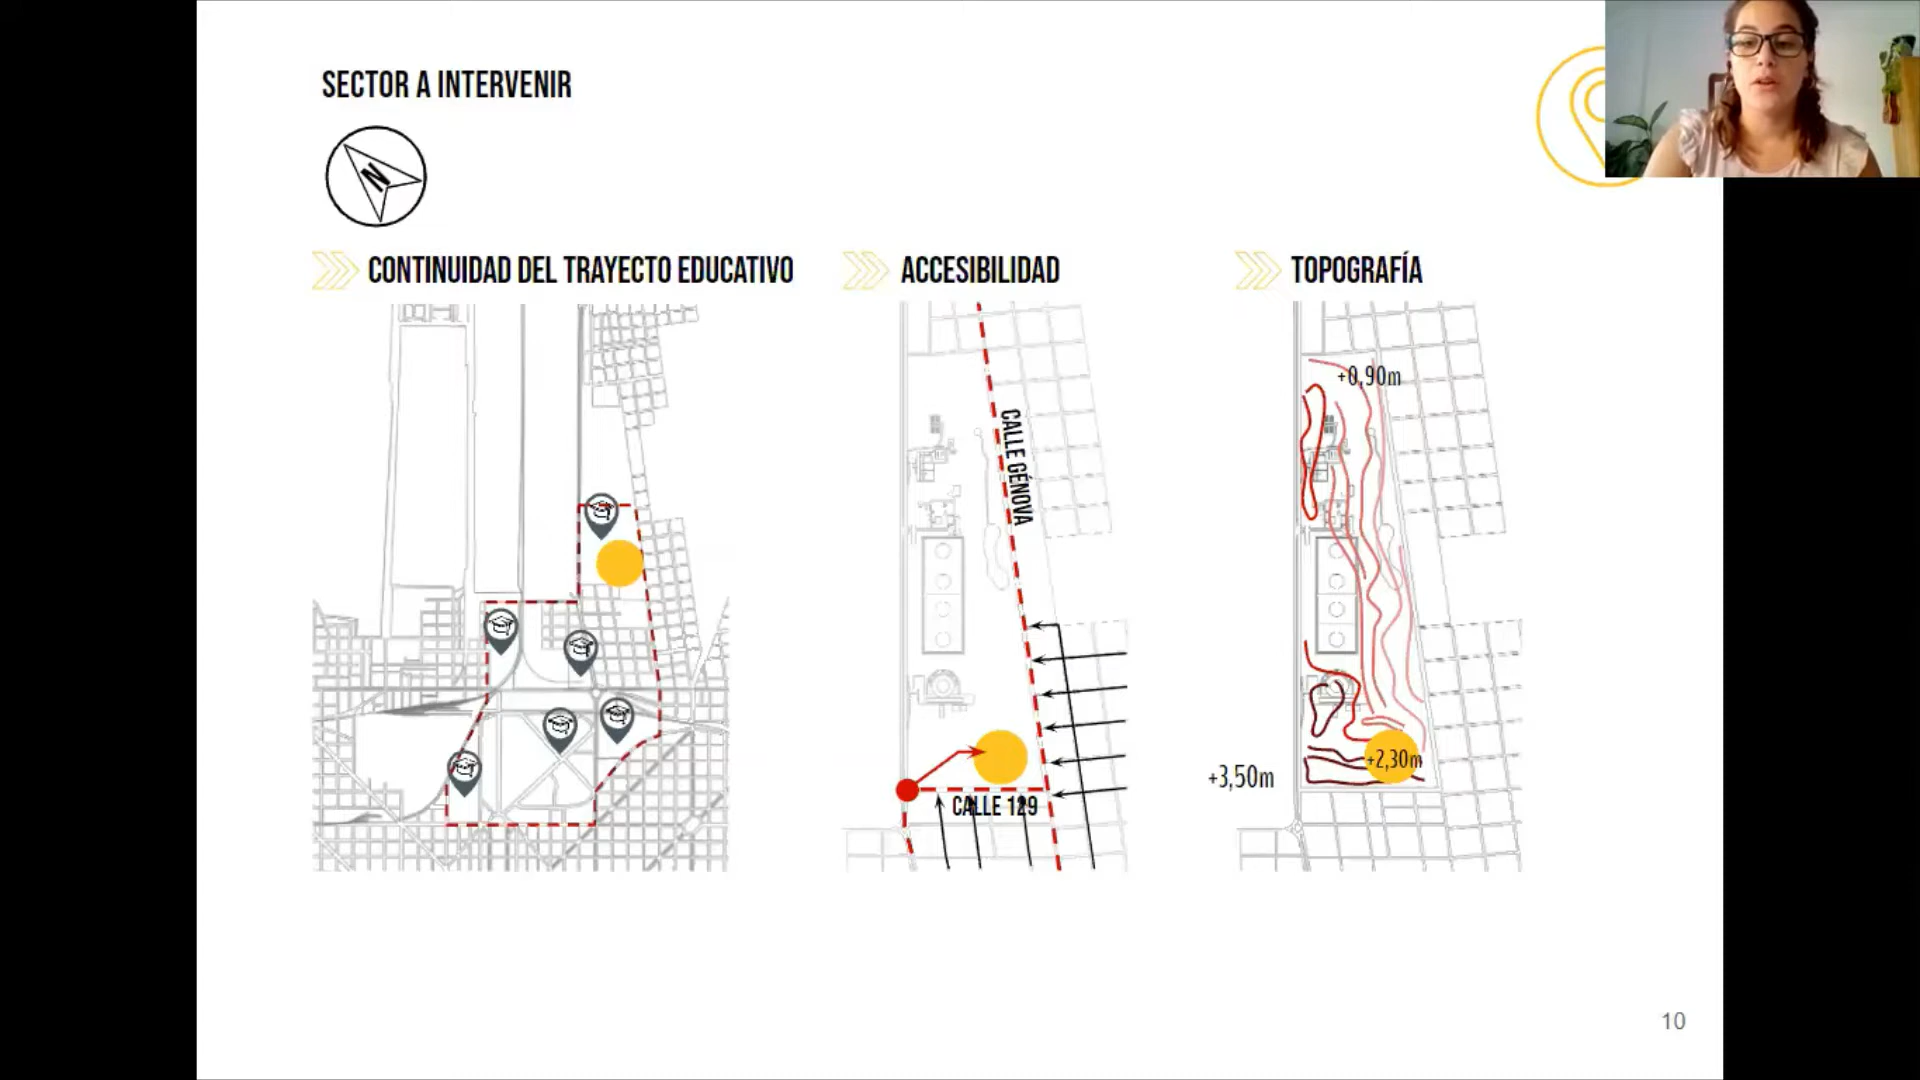 SECTOR A INTERVENIR
N
CONTINUIDAD DEL TRAYECTO EDUCATIVO
ACCESIBILIDAD
TOPOGRAFÍA
CALLE GÉNOVA
CALLE 129
+0,90m
+2,30m
+3,50m
10